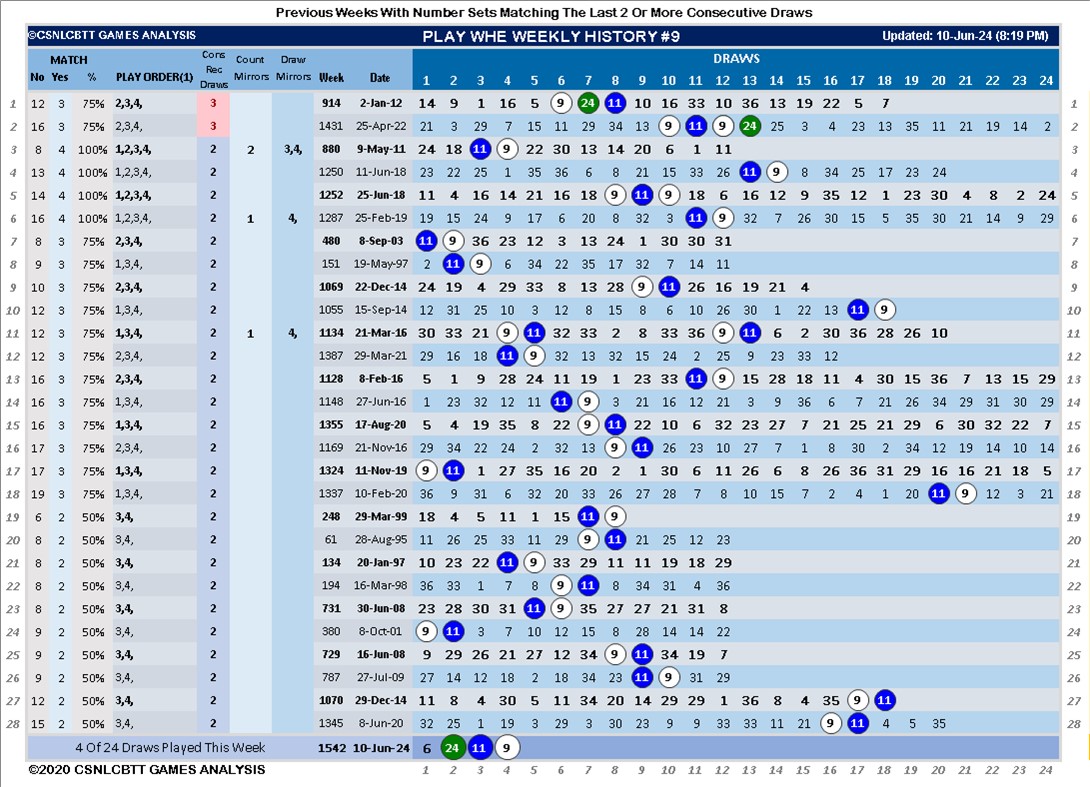 Previous Weeks With Number Sets Matching The Last 2 Or More Consecutive Draws
©CSNLCBTT GAMES ANALYSIS PLAY WHE WEEKLY HISTORY #9 Updated: 10-Jun-24 (8:19 PM)
MATCH Cons Count Draw DRAWS
No Yes % PLAY ORDER(1) Rec Draws Mirrors Mirrors Week Date 1 2 3 4 5 6 7 8 9 10 11 12 13 14 15 16 17 18 19 20 21 22 23 24
1 12 3 75% 2,3,4, 3 914 2-Jan-12 14 9 1 16 5 9 24 11 10 16 33 10 36 13 15 19 22 5 7 1
2 16 3 75% 2,3,4, 3 1431 25-Apr-22 21 3 29 7 15 11 29 34 13 9 11 9 24 25 3 4 23 13 35 11 21 19 14 2 2
3 8 4 100% 1,2,3,4, 2 2 3,4, 880 9-May-11 24 18 11 9 22 30 13 14 20 6 1 11 3
4 13 4 100% 1,2,3,4, 2 1250 11-Jun-18 23 22 25 1 35 36 6 8 21 15 33 26 11 9 8 34 25 17 23 24 4
5 14 4 100% 1,2,3,4, 2 1252 25-Jun-18 11 4 16 14 21 16 18 9 11 9 18 6 16 12 9 35 12 1 23 30 4 8 2 24 5
6 16 4 100% 1,2,3,4, 2 1 4, 1287 25-Feb-19 19 15 24 9 17 6 20 8 32 3 11 9 32 7 26 30 15 5 35 30 21 14 9 29 6
7 8 3 75% 2,3,4, 2 480 8-Sep-03 11 9 36 23 12 3 13 24 1 30 30 31 7
8 9 3 75% 1,3,4, 2 151 19-May-97 2 11 9 6 34 22 35 17 32 7 14 11 8
9 10 3 75% 2,3,4, 2 1069 22-Dec-14 24 19 4 29 33 8 13 28 9 11 26 16 19 21 4 9
10 12 3 75% 1,3,4, 2 1055 15-Sep-14 12 31 25 10 3 12 8 15 8 6 10 26 30 1 22 13 11 9 10
11 12 3 75% 1,3,4, 2 1 4, 1134 21-Mar-16 30 33 21 9 11 32 33 2 8 33 36 9 11 6 2 30 36 28 26 10 11
12 12 3 75% 2,3,4, 2 1387 29-Mar-21 29 16 18 11 9 32 13 32 15 24 2 25 9 23 33 12 12
13 16 3 75% 2,3,4, 2 1128 8-Feb-16 5 1 9 28 24 11 19 1 23 33 11 9 15 28 13 16 11 4 30 15 36 7 13 15 29 13
14 16 3 75% 1,3,4, 2 1148 27-Jun-16 1 23 33 12 11 11 9 3 21 16 12 21 3 9 36 6 7 21 26 34 29 31 30 29 14
15 16 3 75% 1,3,4, 2 1355 17-Aug-20 5 4 19 35 8 22 9 11 22 10 6 32 23 27 7 21 25 21 29 6 30 32 22 7 15
16 17 3 75% 2,3,4, 2 1169 21-Nov-16 29 34 22 24 2 32 13 9 11 26 23 10 27 7 1 8 30 2 34 12 19 14 10 14 16
17 17 3 75% 1,3,4, 2 1324 11-Nov-19 9 11 1 27 35 16 20 2 1 30 6 11 26 6 8 26 36 31 29 16 16 21 18 5 17
18 19 3 75% 1,3,4, 2 1337 10-Feb-20 36 9 31 6 32 20 33 26 27 28 7 8 10 15 7 2 4 1 20 11 9 12 3 21 18
19 6 2 50% 3,4, 2 248 29-Mar-99 18 4 5 11 1 15 11 9 19
20 8 2 50% 3,4, 2 61 28-Aug-95 11 26 25 33 11 29 9 11 21 25 12 23 20
21 8 2 50% 3,4, 2 134 20-Jan-97 10 23 22 11 9 33 29 11 11 18 18 29 21
22 8 2 50% 3,4, 2 194 16-Mar-98 36 33 1 7 8 9 11 8 34 31 4 36 22
23 8 2 50% 3,4, 2 731 30-Jun-08 23 28 30 31 11 9 35 27 27 21 31 8 23
24 9 2 50% 3,4, 2 380 8-Oct-01 9 11 3 7 10 12 15 8 28 14 14 22 24
25 9 2 50% 3,4, 2 729 16-Jun-08 9 29 26 21 27 12 34 9 11 34 19 7 25
26 9 2 50% 3,4, 2 787 27-Jul-09 27 14 12 18 2 18 34 23 11 9 31 29 26
27 12 2 50% 3,4, 2 1070 29-Dec-14 11 8 4 30 5 11 34 20 14 29 29 1 36 8 4 35 9 11 27
28 15 2 50% 3,4, 2 1345 8-Jun-20 32 25 1 19 3 29 3 30 23 9 9 33 33 11 21 9 11 4 5 35 28
4 Of 24 Draws Played This Week 1542 10-Jun-24 6 24 11 9
©2020 CSNLCBTT GAMES ANALYSIS 1 2 3 4 5 6 7 8 9 10 11 12 13 14 15 16 17 18 19 20 21 22 23 24